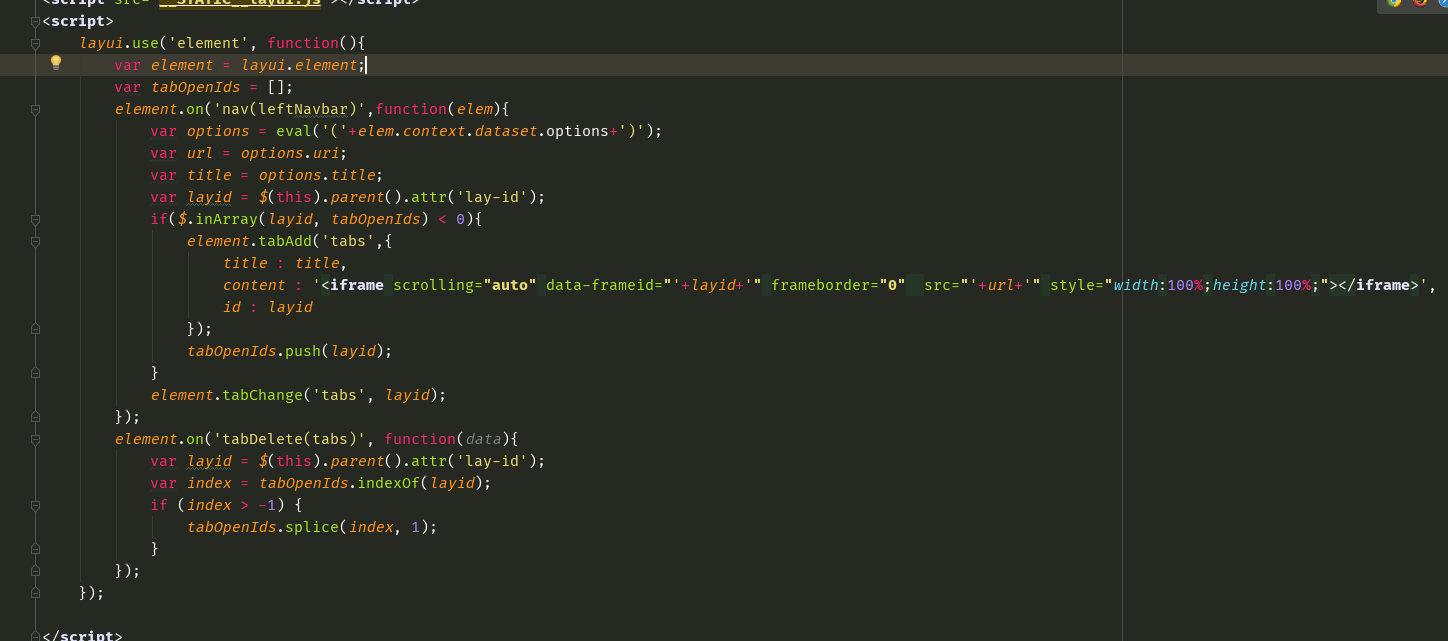 <script src="__STATIC__layui.js"></script>
<script>
    layui.use('element', function(){
        var element = layui.element;
        var tabOpenIds = [];
        element.on('nav(leftNavbar)',function(elem){
            var options = eval('('+elem.context.dataset.options+')');
            var url = options.uri;
            var title = options.title;
            var layid = $(this).parent().attr('lay-id');
            if($.inArray(layid, tabOpenIds) < 0){
                element.tabAdd('tabs',{
                    title : title,
                    content : '<iframe scrolling="auto" data-frameid="'+layid+'" frameborder="0"  src="'+url+'" style="width:100%;height:100%;"></iframe>',
                    id : layid
                });
                tabOpenIds.push(layid);
            }
            element.tabChange('tabs', layid);
        });
        element.on('tabDelete(tabs)', function(data){
            var layid = $(this).parent().attr('lay-id');
            var index = tabOpenIds.indexOf(layid);
            if (index > -1) {
                tabOpenIds.splice(index, 1);
            }
        });
    });
</script>